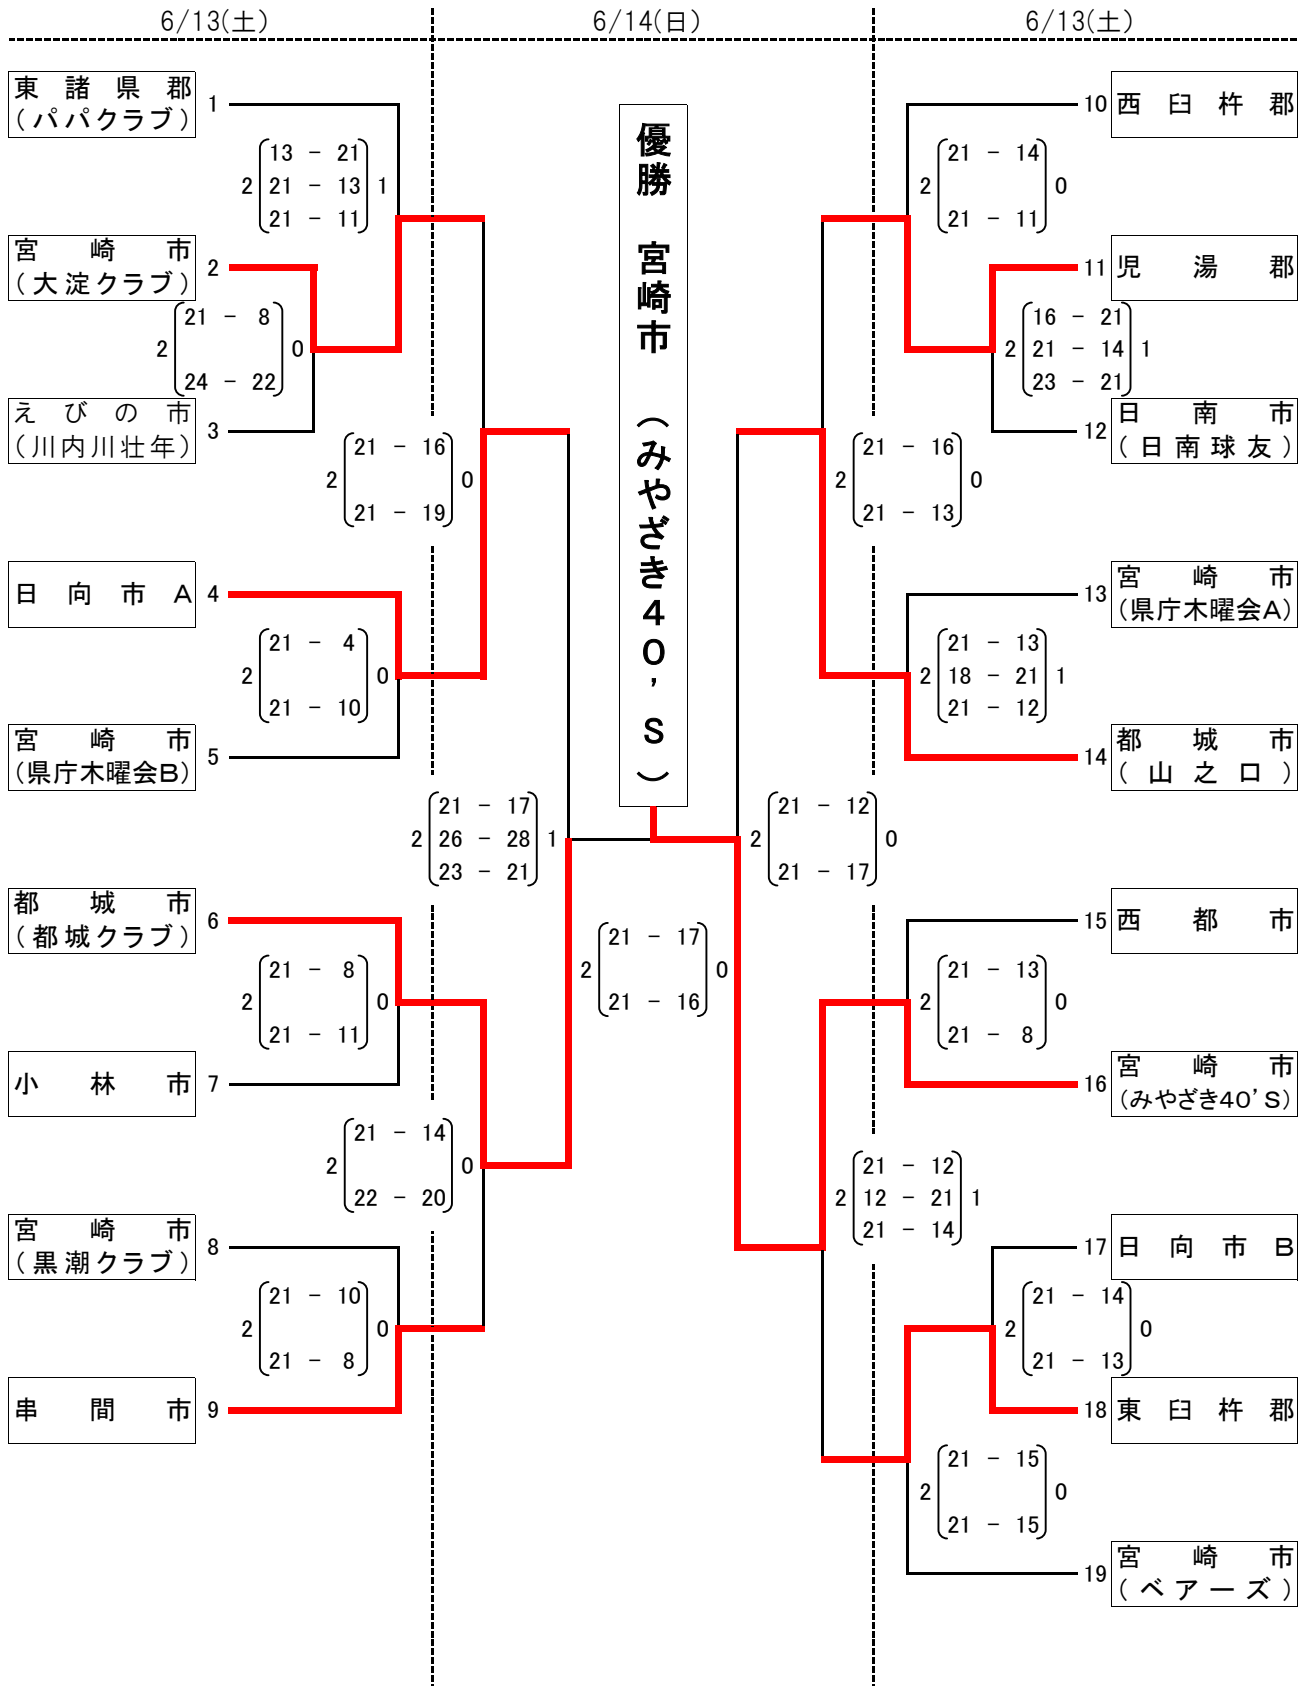 6/13(土)
6/14(日)
6/13(土)
東諸県郡
(パパクラブ)
1
13 - 21
2 21 - 13 1
21 - 11
宮崎市
(大淀クラブ)
2
21 - 8
2 0
24 - 22
えびの市
(川内川壮年)
3
21 - 16
2 0
21 - 19
日向市A
4
21 - 4
2 0
21 - 10
宮崎市
(県庁木曜会B)
5
21 - 17
2 26 - 28 1
23 - 21
都城市
(都城クラブ)
6
21 - 8
2 0
21 - 11
小林市
7
21 - 14
2 0
22 - 20
宮崎市
(黒潮クラブ)
8
21 - 10
2 0
21 - 8
串間市
9
優勝 宮崎市 (みやざき40’S)
21 - 17
2 0
21 - 16
10
西臼杵郡
21 - 14
2 0
21 - 11
11
児湯郡
16 - 21
2 21 - 14 1
23 - 21
12
日南市
(日南球友)
21 - 16
2 0
21 - 13
13
宮崎市
(県庁木曜会A)
21 - 13
2 18 - 21 1
21 - 12
14
都城市
(山之口)
21 - 12
2 0
21 - 17
15
西都市
21 - 13
2 0
21 - 8
16
宮崎市
(みやざき40’S)
21 - 12
2 12 - 21 1
21 - 14
17
日向市B
21 - 14
2 0
21 - 13
18
東臼杵郡
21 - 15
2 0
21 - 15
19
宮崎市
(ベアーズ)